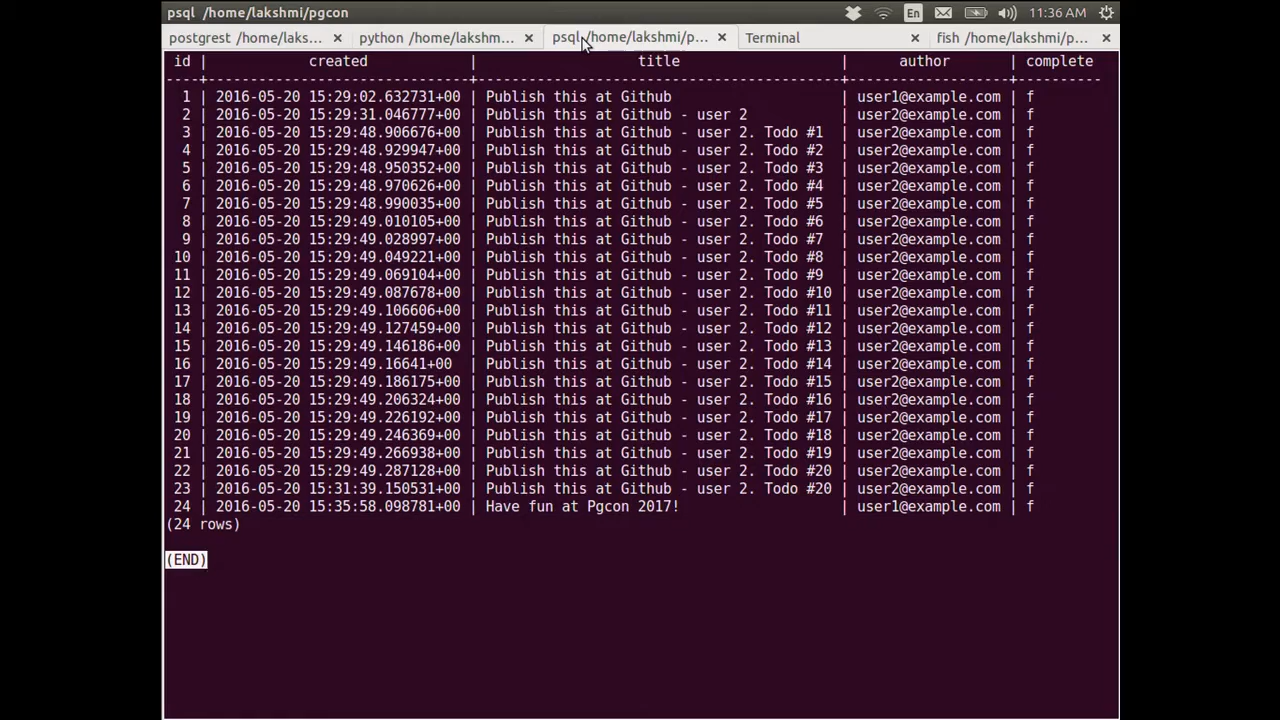 psql /home/lakshmi/pgcon
En
11:36 AM
postgrest /home/laks... ×
python /home/lakshm... ×
psql /home/lakshmi/p... ×
Terminal ×
fish /home/lakshmi/p... ×
id | created | title | author | complete
----+-------------------------------+-------------------------------------------+-------------------+----------
1 | 2016-05-20 15:29:02.632731+00 | Publish this at Github | user1@example.com | f
2 | 2016-05-20 15:29:31.046777+00 | Publish this at Github - user 2 | user2@example.com | f
3 | 2016-05-20 15:29:48.906676+00 | Publish this at Github - user 2. Todo #1 | user2@example.com | f
4 | 2016-05-20 15:29:48.929947+00 | Publish this at Github - user 2. Todo #2 | user2@example.com | f
5 | 2016-05-20 15:29:48.950352+00 | Publish this at Github - user 2. Todo #3 | user2@example.com | f
6 | 2016-05-20 15:29:48.970626+00 | Publish this at Github - user 2. Todo #4 | user2@example.com | f
7 | 2016-05-20 15:29:48.990035+00 | Publish this at Github - user 2. Todo #5 | user2@example.com | f
8 | 2016-05-20 15:29:49.010105+00 | Publish this at Github - user 2. Todo #6 | user2@example.com | f
9 | 2016-05-20 15:29:49.028997+00 | Publish this at Github - user 2. Todo #7 | user2@example.com | f
10 | 2016-05-20 15:29:49.049221+00 | Publish this at Github - user 2. Todo #8 | user2@example.com | f
11 | 2016-05-20 15:29:49.069104+00 | Publish this at Github - user 2. Todo #9 | user2@example.com | f
12 | 2016-05-20 15:29:49.087678+00 | Publish this at Github - user 2. Todo #10 | user2@example.com | f
13 | 2016-05-20 15:29:49.106606+00 | Publish this at Github - user 2. Todo #11 | user2@example.com | f
14 | 2016-05-20 15:29:49.127459+00 | Publish this at Github - user 2. Todo #12 | user2@example.com | f
15 | 2016-05-20 15:29:49.146186+00 | Publish this at Github - user 2. Todo #13 | user2@example.com | f
16 | 2016-05-20 15:29:49.16641+00 | Publish this at Github - user 2. Todo #14 | user2@example.com | f
17 | 2016-05-20 15:29:49.186175+00 | Publish this at Github - user 2. Todo #15 | user2@example.com | f
18 | 2016-05-20 15:29:49.206324+00 | Publish this at Github - user 2. Todo #16 | user2@example.com | f
19 | 2016-05-20 15:29:49.226192+00 | Publish this at Github - user 2. Todo #17 | user2@example.com | f
20 | 2016-05-20 15:29:49.246369+00 | Publish this at Github - user 2. Todo #18 | user2@example.com | f
21 | 2016-05-20 15:29:49.266938+00 | Publish this at Github - user 2. Todo #19 | user2@example.com | f
22 | 2016-05-20 15:29:49.287128+00 | Publish this at Github - user 2. Todo #20 | user2@example.com | f
23 | 2016-05-20 15:31:39.150531+00 | Publish this at Github - user 2. Todo #20 | user2@example.com | f
24 | 2016-05-20 15:35:58.098781+00 | Have fun at Pgcon 2017! | user1@example.com | f
(24 rows)
(END)